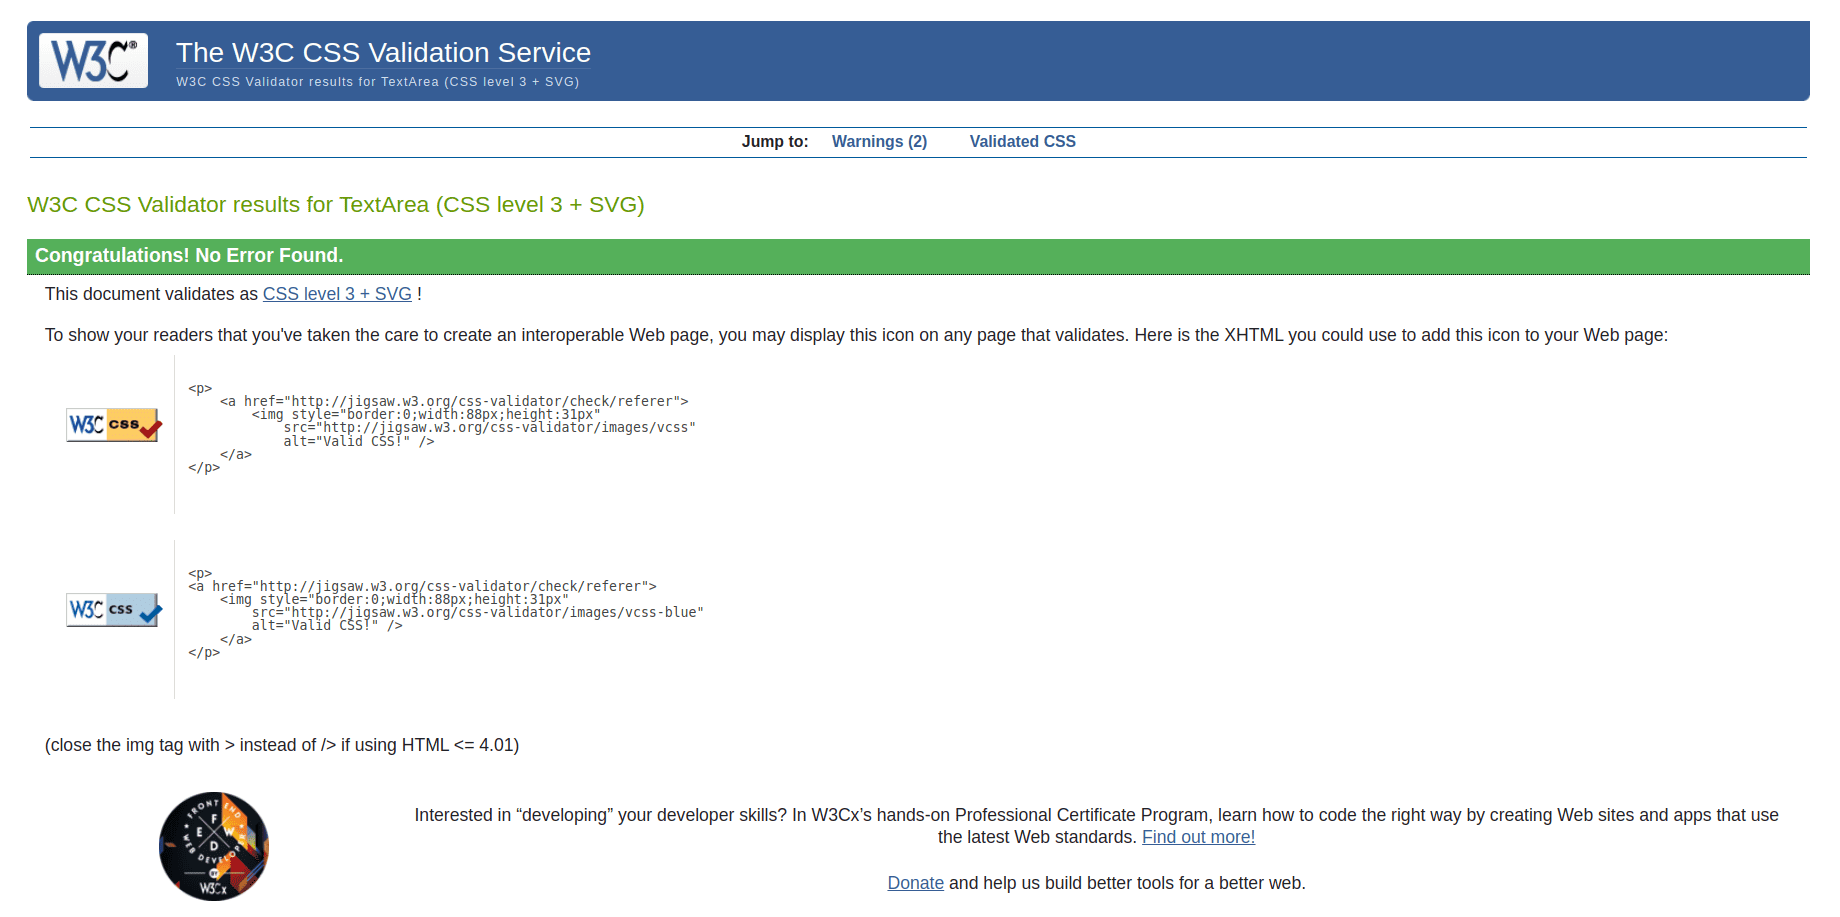 W3C®
The W3C CSS Validation Service
W3C CSS Validator results for TextArea (CSS level 3 + SVG)
Jump to: Warnings (2) Validated CSS
W3C CSS Validator results for TextArea (CSS level 3 + SVG)
Congratulations! No Error Found.
This document validates as CSS level 3 + SVG !
To show your readers that you've taken the care to create an interoperable Web page, you may display this icon on any page that validates. Here is the XHTML you could use to add this icon to your Web page:
<p>
    <a href="http://jigsaw.w3.org/css-validator/check/referer">
        <img style="border:0;width:88px;height:31px"
W3C css
            src="http://jigsaw.w3.org/css-validator/images/vcss"
            alt="Valid CSS!" />
    </a>
</p>
<p>
<a href="http://jigsaw.w3.org/css-validator/check/referer">
    <img style="border:0;width:88px;height:31px"
W3C css
        src="http://jigsaw.w3.org/css-validator/images/vcss-blue"
        alt="Valid CSS!" />
    </a>
</p>
(close the img tag with > instead of /> if using HTML <= 4.01)
FRONT END
F E W D
WEB DEVELOPER
BY
W3Cx
Interested in “developing” your developer skills? In W3Cx’s hands-on Professional Certificate Program, learn how to code the right way by creating Web sites and apps that use
the latest Web standards. Find out more!
Donate and help us build better tools for a better web.